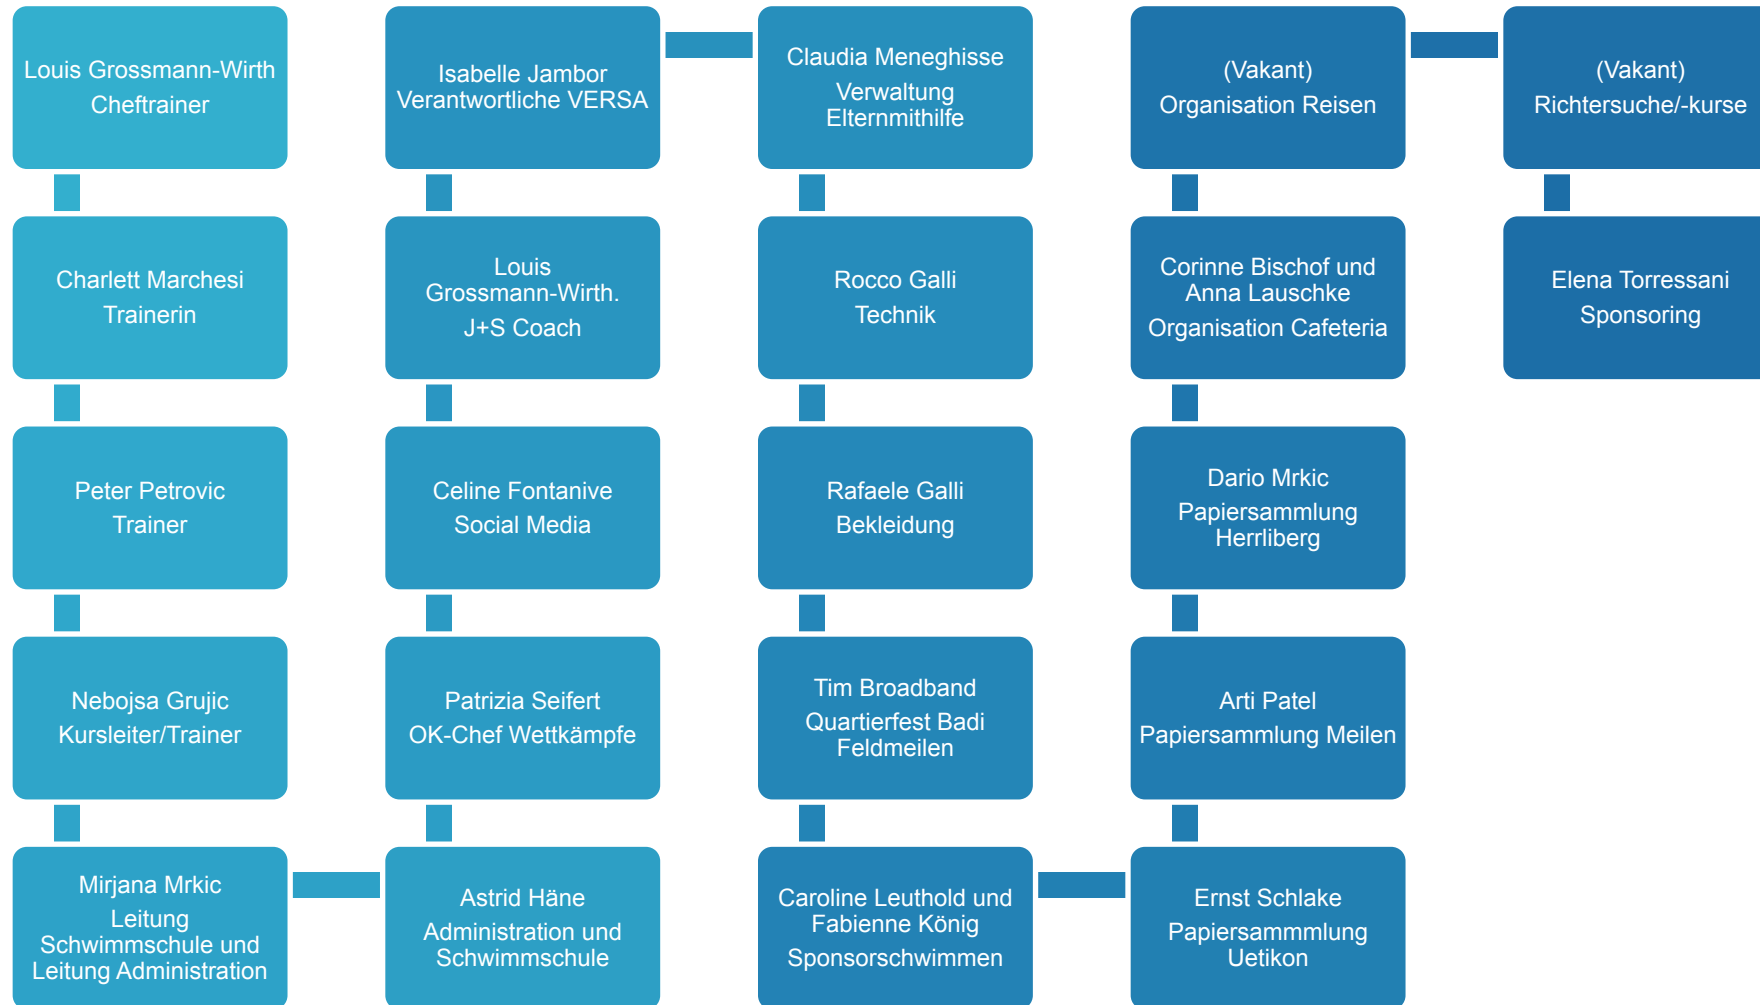 Louis Grossmann-Wirth
Cheftrainer
Charlett Marchesi
Trainerin
Peter Petrovic
Trainer
Nebojsa Grujic
Kursleiter/Trainer
Mirjana Mrkic
Leitung
Schwimmschule und
Leitung Administration
Astrid Häne
Administration und
Schwimmschule
Patrizia Seifert
OK-Chef Wettkämpfe
Celine Fontanive
Social Media
Louis
Grossmann-Wirth.
J+S Coach
Isabelle Jambor
Verantwortliche VERSA
Claudia Meneghisse
Verwaltung
Elternmithilfe
Rocco Galli
Technik
Rafaele Galli
Bekleidung
Tim Broadband
Quartierfest Badi
Feldmeilen
Caroline Leuthold und
Fabienne König
Sponsorschwimmen
Ernst Schlake
Papiersammmlung
Uetikon
Arti Patel
Papiersammlung Meilen
Dario Mrkic
Papiersammlung
Herrliberg
Corinne Bischof und
Anna Lauschke
Organisation Cafeteria
(Vakant)
Organisation Reisen
(Vakant)
Richtersuche/-kurse
Elena Torressani
Sponsoring